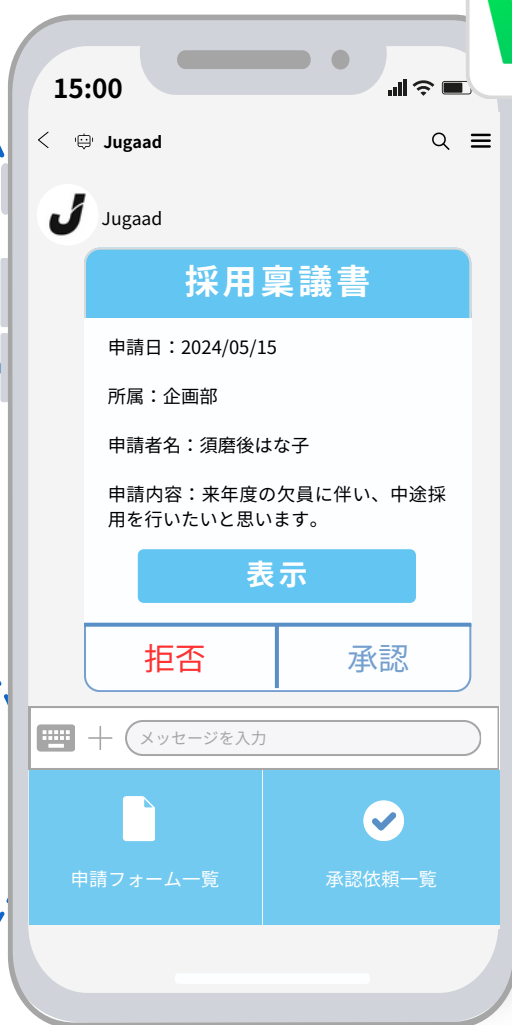 15:00
Jugaad
Jugaad
採用稟議書
申請日：2024/05/15
所属：企画部
申請者名：須磨後はな子
申請内容：来年度の欠員に伴い、中途採
用を行いたいと思います。
表示
拒否 承認
メッセージを入力
申請フォーム一覧 承認依頼一覧